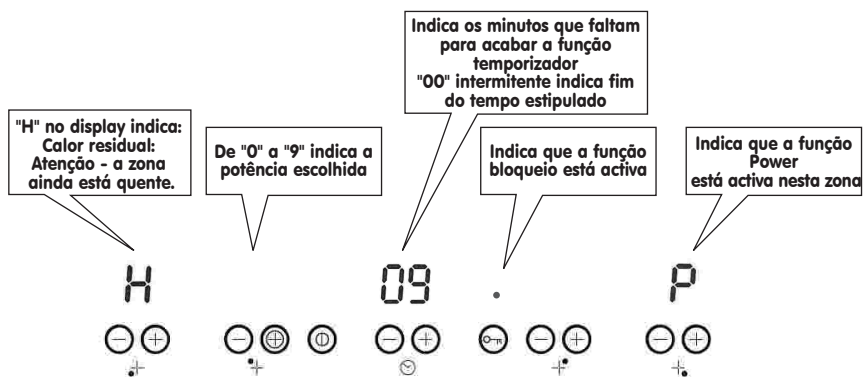 Indica os minutos que faltam
para acabar a função
temporizador
"00" intermitente indica fim
do tempo estipulado
"H" no display indica:
Calor residual:
Atenção - a zona
ainda está quente.
De "0" a "9" indica a
potência escolhida
Indica que a função
bloqueio está activa
Indica que a função
Power
está activa nesta zona
H
09
.
P